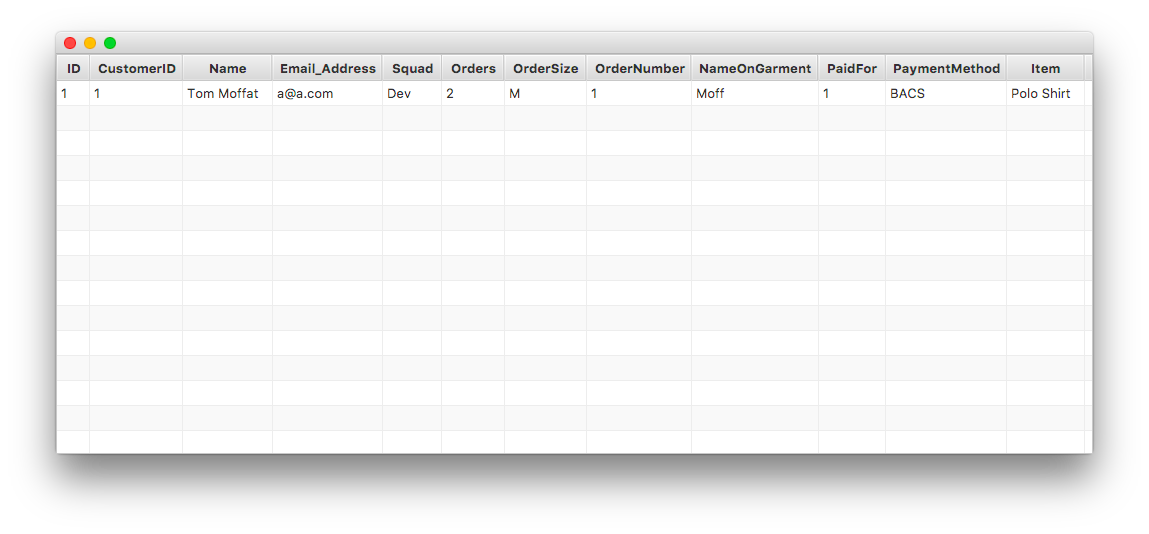 ID CustomerID Name Email_Address Squad Orders OrderSize OrderNumber NameOnGarment PaidFor PaymentMethod Item
1 1 Tom Moffat a@a.com Dev 2 M 1 Moff 1 BACS Polo Shirt